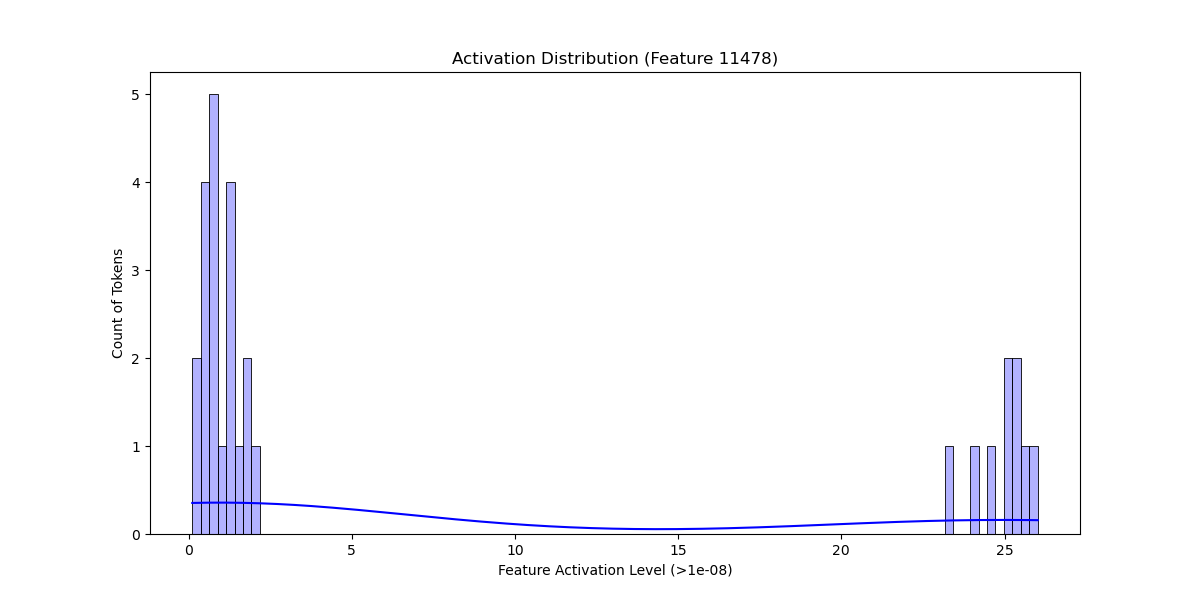 Activation Distribution (Feature 11478)
5
4
3
2
1
0
Count of Tokens
0 5 10 15 20 25
Feature Activation Level (>1e-08)